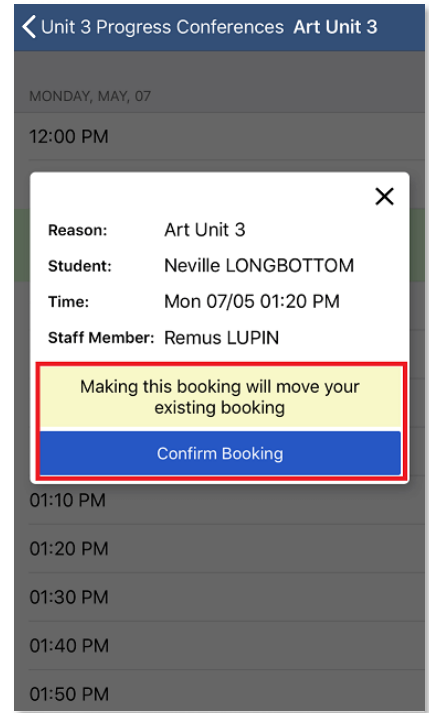 Unit 3 Progress Conferences Art Unit 3
MONDAY, MAY, 07
12:00 PM
Reason: Art Unit 3
Student: Neville LONGBOTTOM
Time: Mon 07/05 01:20 PM
Staff Member: Remus LUPIN
Making this booking will move your
existing booking
Confirm Booking
01:10 PM
01:20 PM
01:30 PM
01:40 PM
01:50 PM